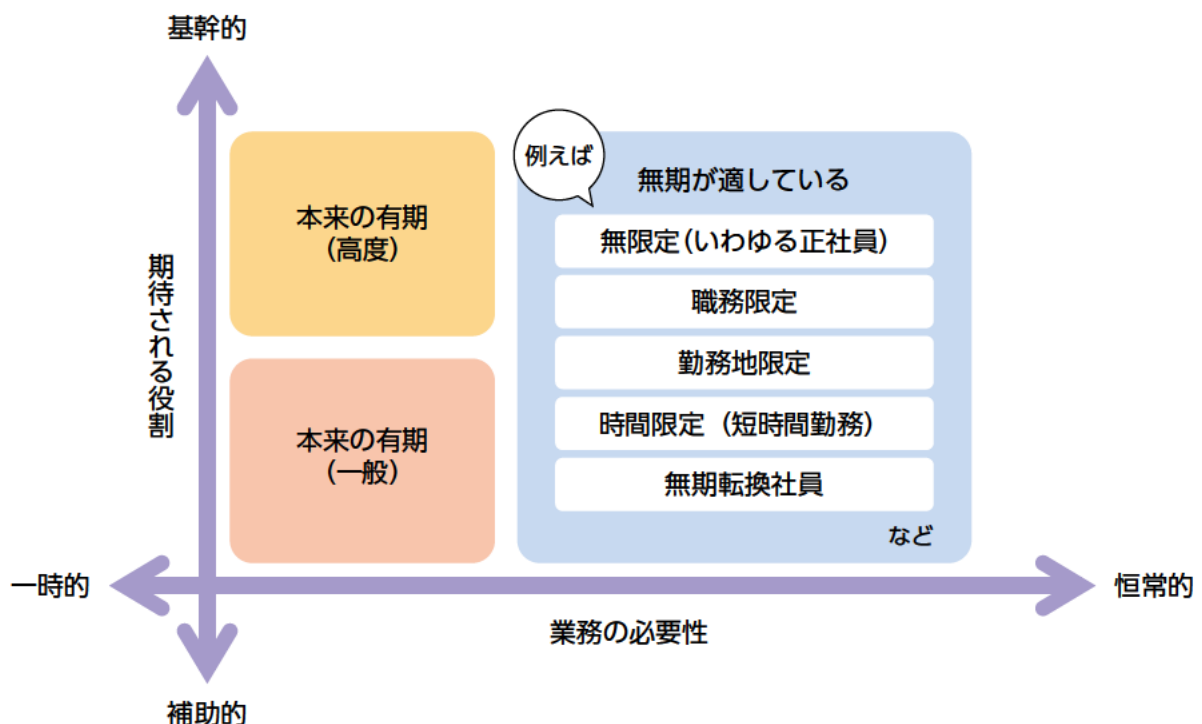 基幹的
例えば
無期が適している
本来の有期
(高度)
無限定(いわゆる正社員)
職務限定
期待される役割
勤務地限定
時間限定(短時間勤務)
本来の有期
(一般)
無期転換社員
など
一時的
恒常的
業務の必要性
補助的